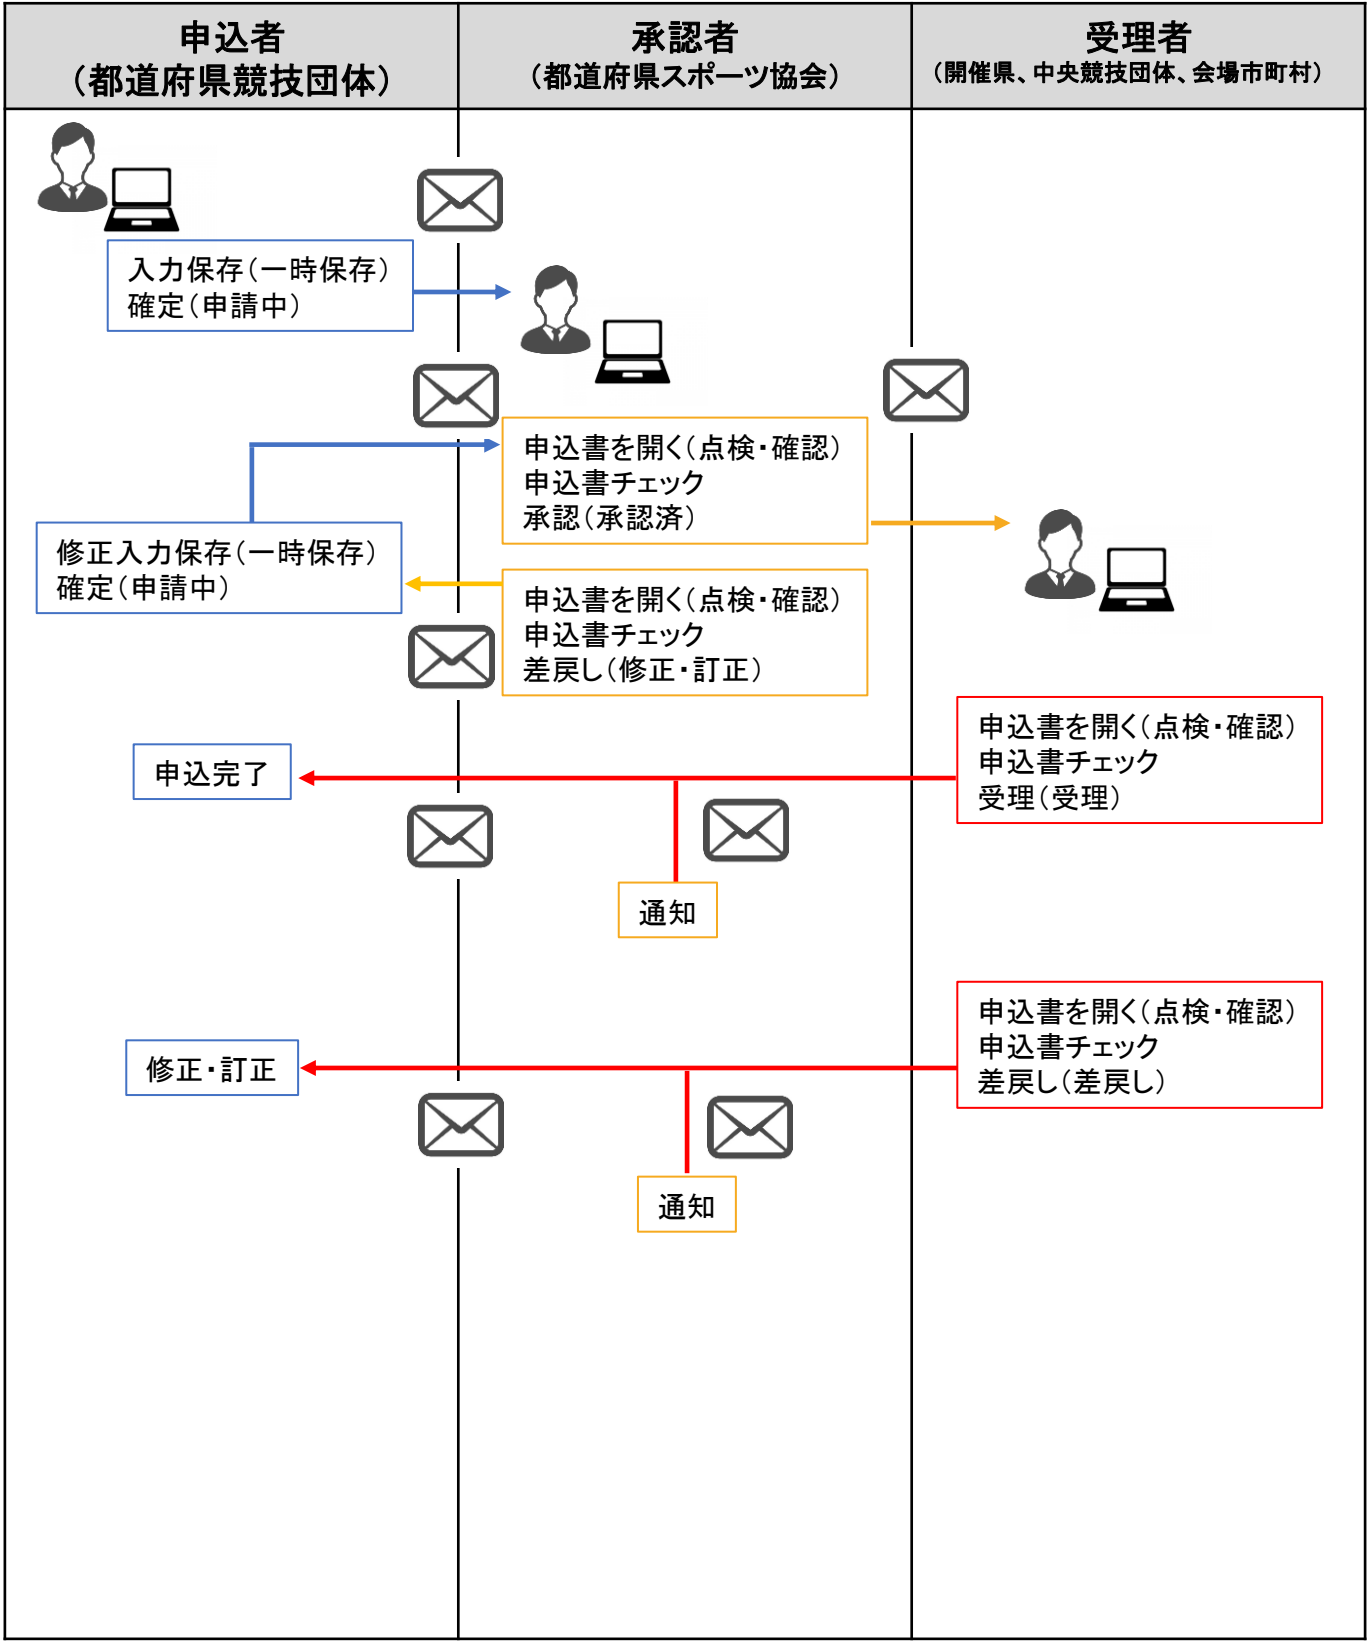 申込者
（都道府県競技団体）
承認者
（都道府県スポーツ協会）
受理者
（開催県、中央競技団体、会場市町村）
入力保存（一時保存）
確定（申請中）
申込書を開く（点検・確認）
申込書チェック
承認（承認済）
修正入力保存（一時保存）
確定（申請中）
申込書を開く（点検・確認）
申込書チェック
差戻し（修正・訂正）
申込書を開く（点検・確認）
申込書チェック
受理（受理）
申込完了
通知
申込書を開く（点検・確認）
申込書チェック
差戻し（差戻し）
修正・訂正
通知